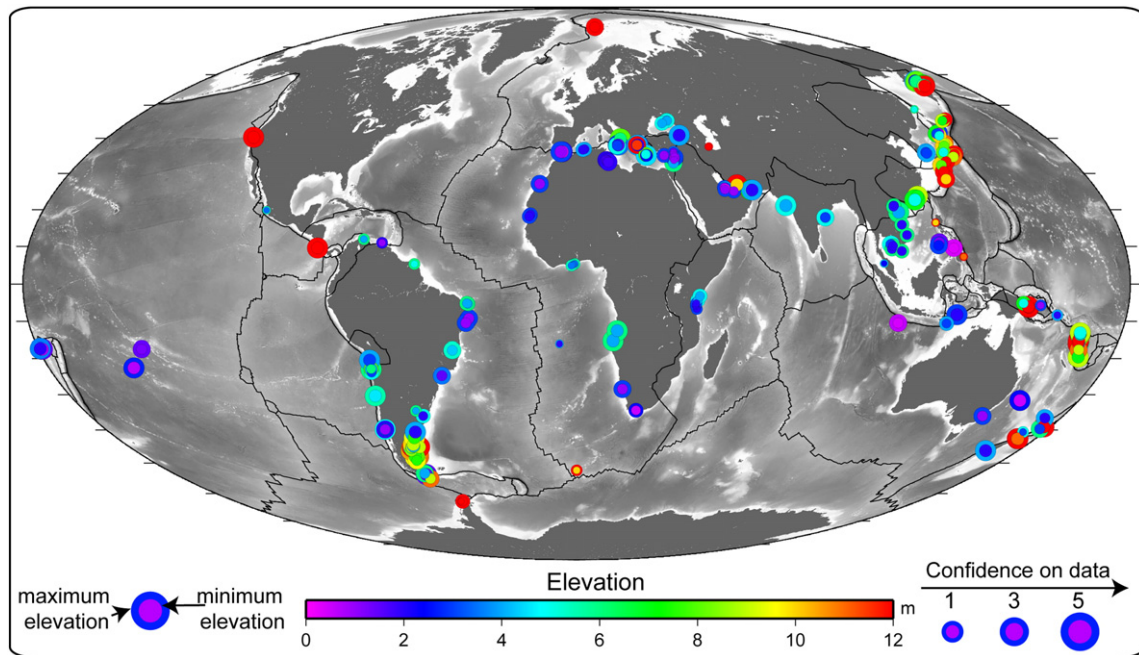 maximum
elevation
minimum
elevation
Elevation
0 2 4 6 8 10 12
m
Confidence on data
1 3 5